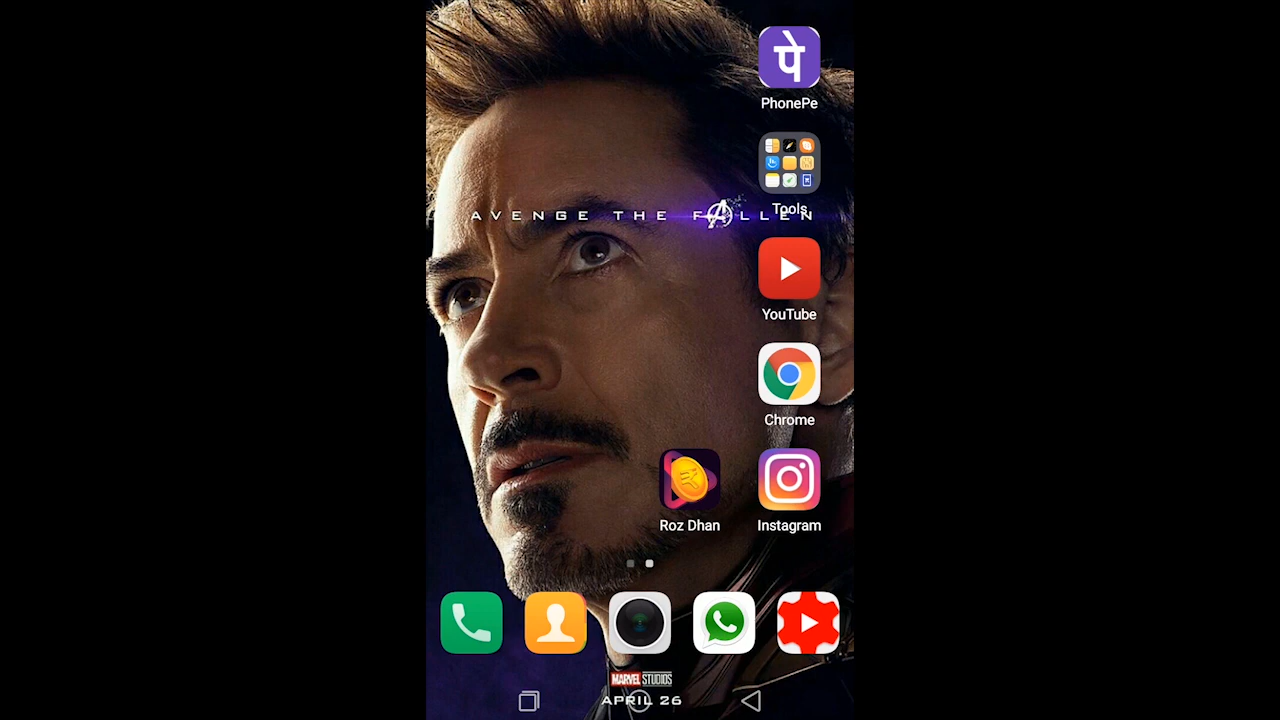 पे
PhonePe
Tools
AVENGE THE FALLEN
YouTube
Chrome
Roz Dhan
Instagram
MARVEL STUDIOS
APRIL 26